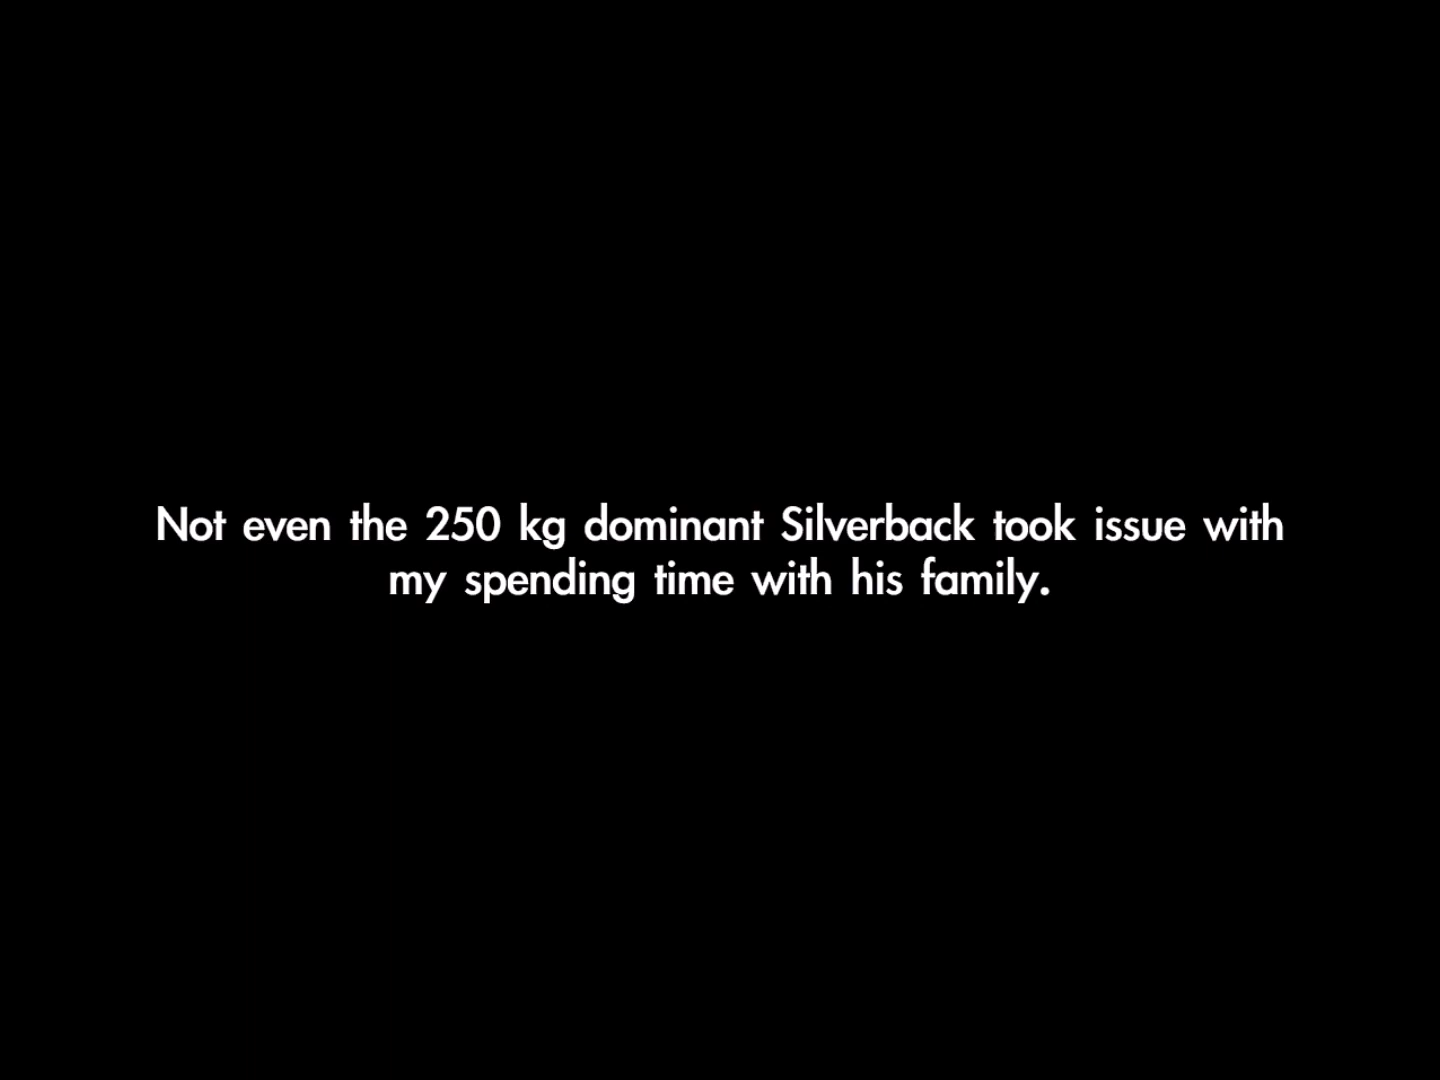 Not even the 250 kg dominant Silverback took issue with
my spending time with his family.